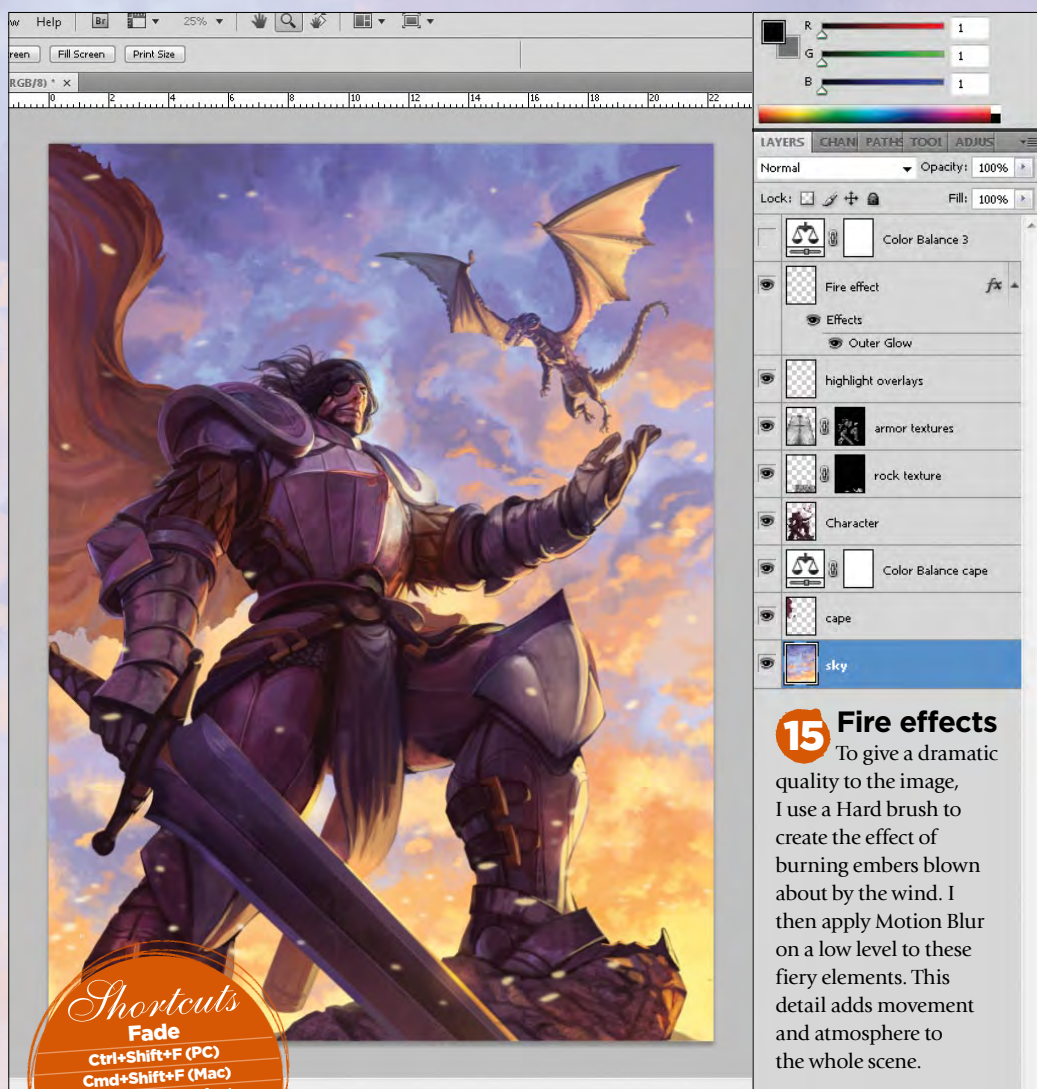 w Help Br 25%
reen Fill Screen Print Size
RGB/8) * ×
0 2 4 6 8 10 12 14 16 18 20 22
R 1
G 1
B 1
LAYERS CHAN PATHS TOOL ADJUS
Normal Opacity: 100%
Lock: Fill: 100%
Color Balance 3
Fire effect fx
Effects
Outer Glow
highlight overlays
armor textures
rock texture
Character
Color Balance cape
cape
sky
15 Fire effects
To give a dramatic
quality to the image,
I use a Hard brush to
create the effect of
burning embers blown
about by the wind. I
then apply Motion Blur
on a low level to these
fiery elements. This
detail adds movement
and atmosphere to
the whole scene.
Shortcuts
Fade
Ctrl+Shift+F (PC)
Cmd+Shift+F (Mac)